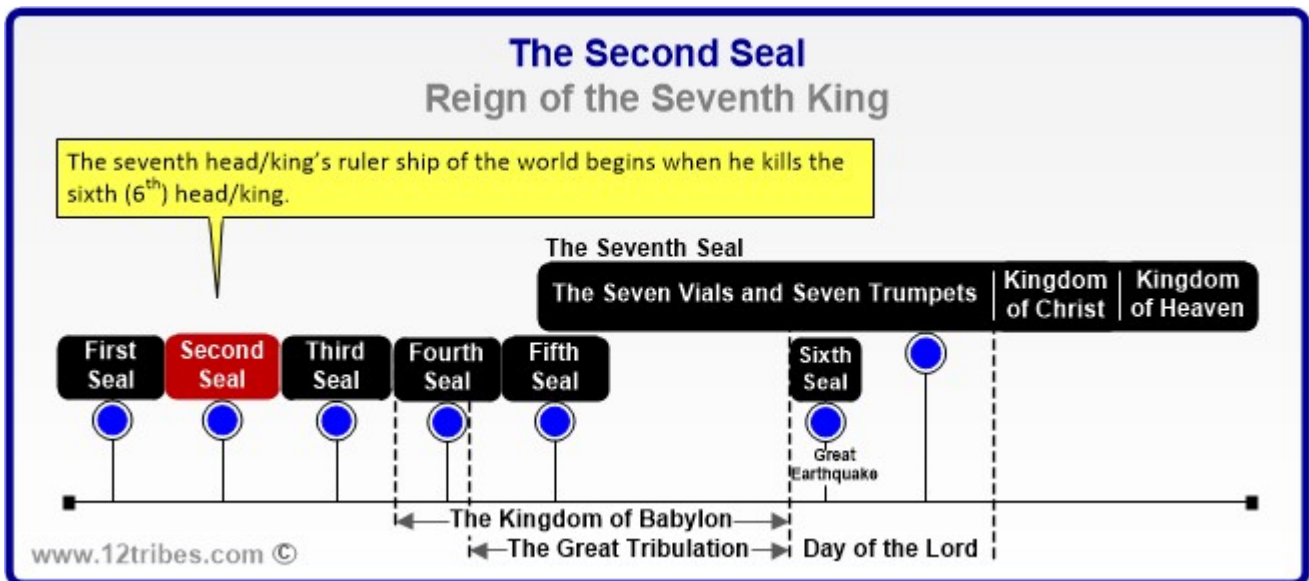 The Second Seal
Reign of the Seventh King
The seventh head/king's ruler ship of the world begins when he kills the
sixth (6th) head/king.
The Seventh Seal
The Seven Vials and Seven Trumpets
Kingdom
of Christ
Kingdom
of Heaven
First
Seal
Second
Seal
Third
Seal
Fourth
Seal
Fifth
Seal
Sixth
Seal
Great
Earthquake
The Kingdom of Babylon
The Great Tribulation
Day of the Lord
www.12tribes.com ©